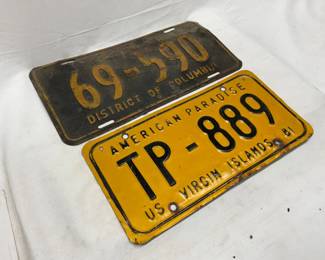 69-590
DISTRICT OF COLUMBIA
AMERICAN PARADISE
TP-889
US VIRGIN ISLANDS 81